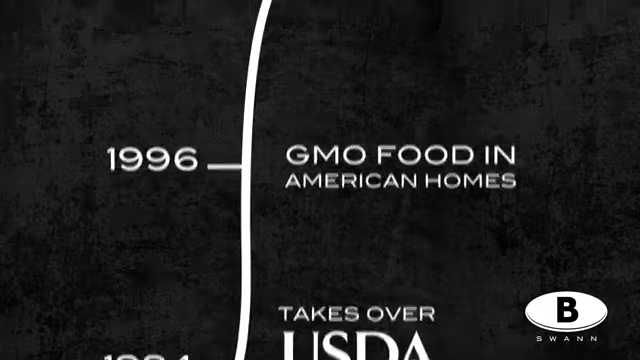 1996
GMO FOOD IN
AMERICAN HOMES
TAKES OVER
USDA
B
SWANN